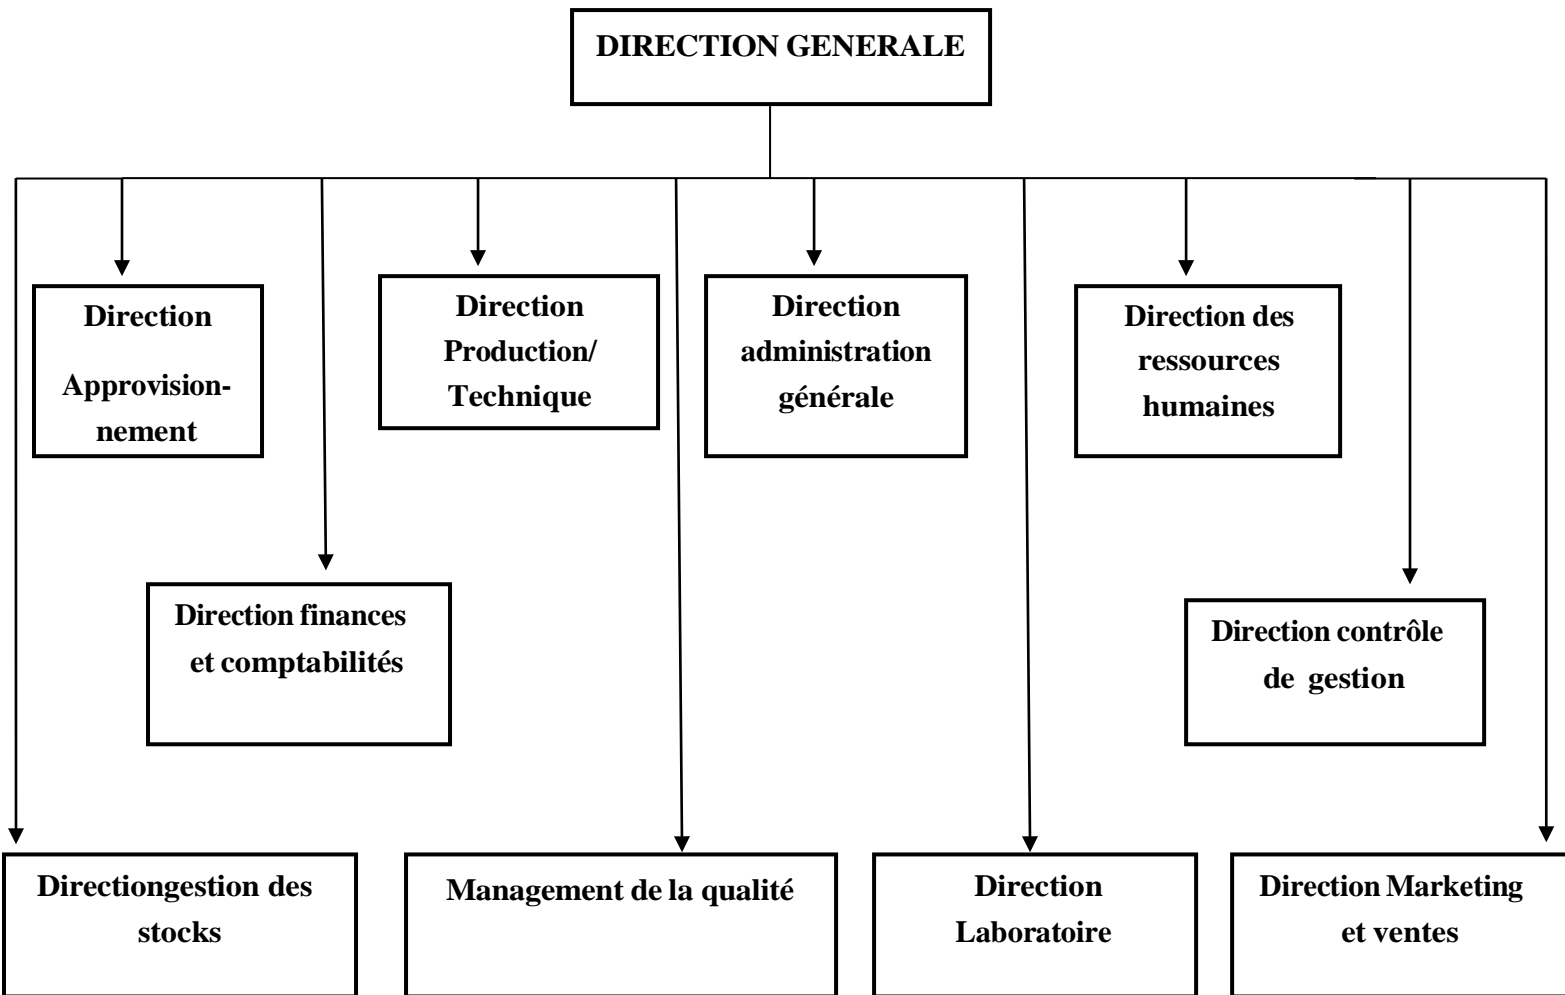 DIRECTION GENERALE
Direction
Approvision-
nement
Direction
Production/
Technique
Direction
administration
générale
Direction des
ressources
humaines
Direction finances
et comptabilités
Direction contrôle
de gestion
Directiongestion des
stocks
Management de la qualité
Direction
Laboratoire
Direction Marketing
et ventes